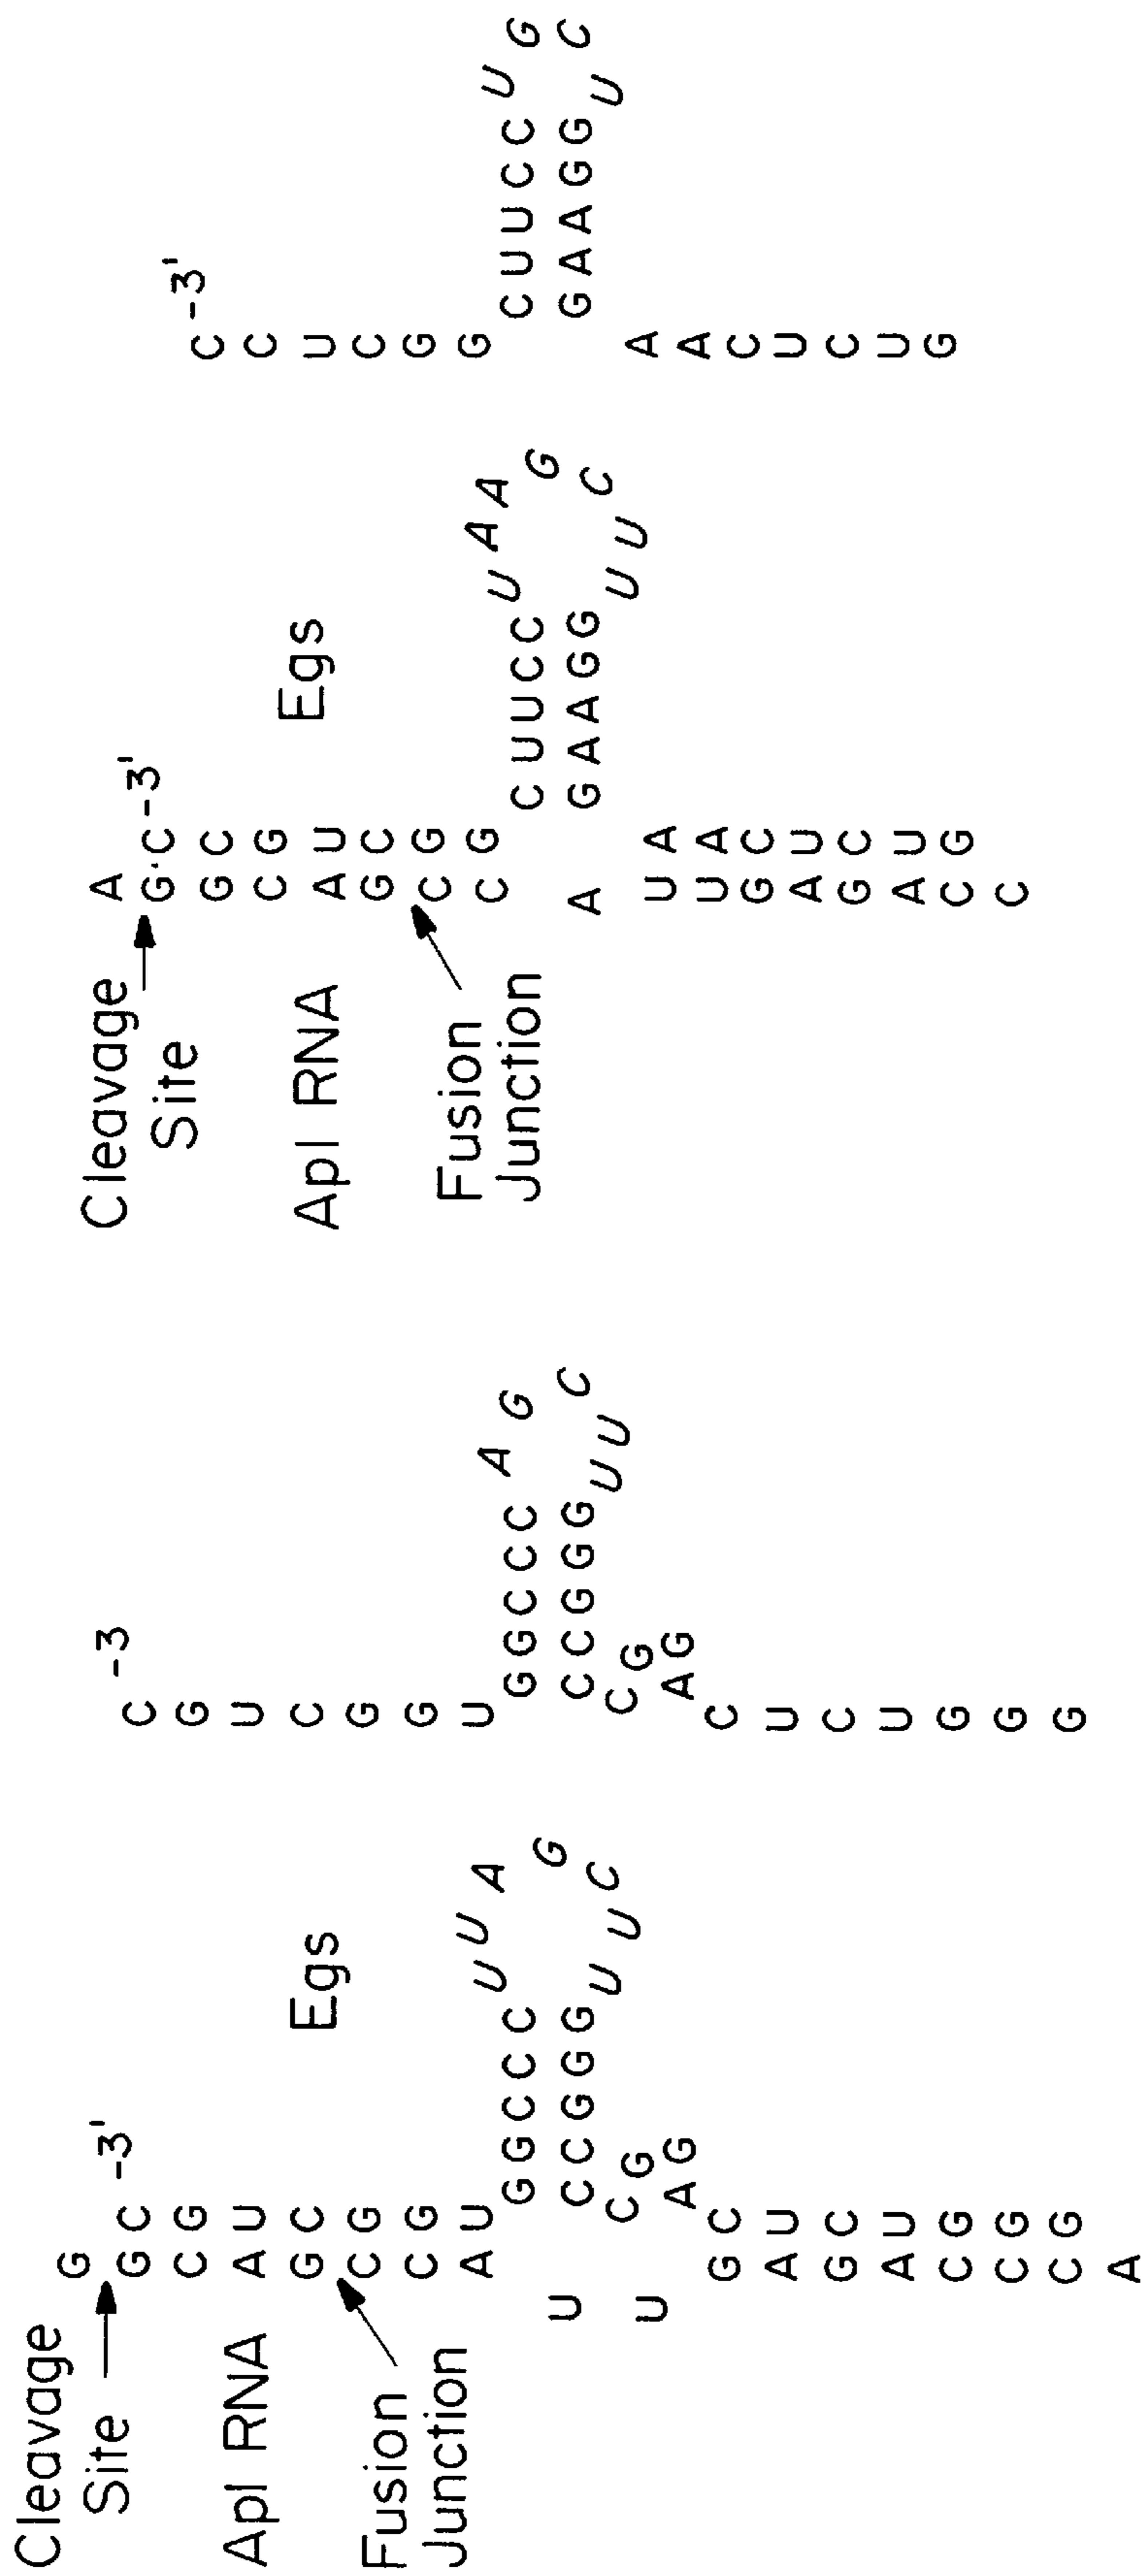 Cleavage
Site
Apl RNA
Fusion
Junction
Egs
G
G C -3'
C G
A U
G C
C G
C G
A U
G G C C C U U A G
C C G G G U U C
C G
A G
U
U
G C
A U
G C
A U
C G
C G
C G
A
C -3
G
U
C
G
G
U
G G C C C A G
C C G G G U U C
C G
A G
C
U
C
U
G
G
G
Cleavage
Site
Apl RNA
Fusion
Junction
Egs
A
G·C -3'
G C
C G
A U
G C
C G
C G
C U U C C U A A G
G A A G G U U C
A
U A
U A
G C
A U
G C
A U
C G
C
C -3'
C
U
C
G
G
C U U C C U G
G A A G G U C
A
A
C
U
C
U
G